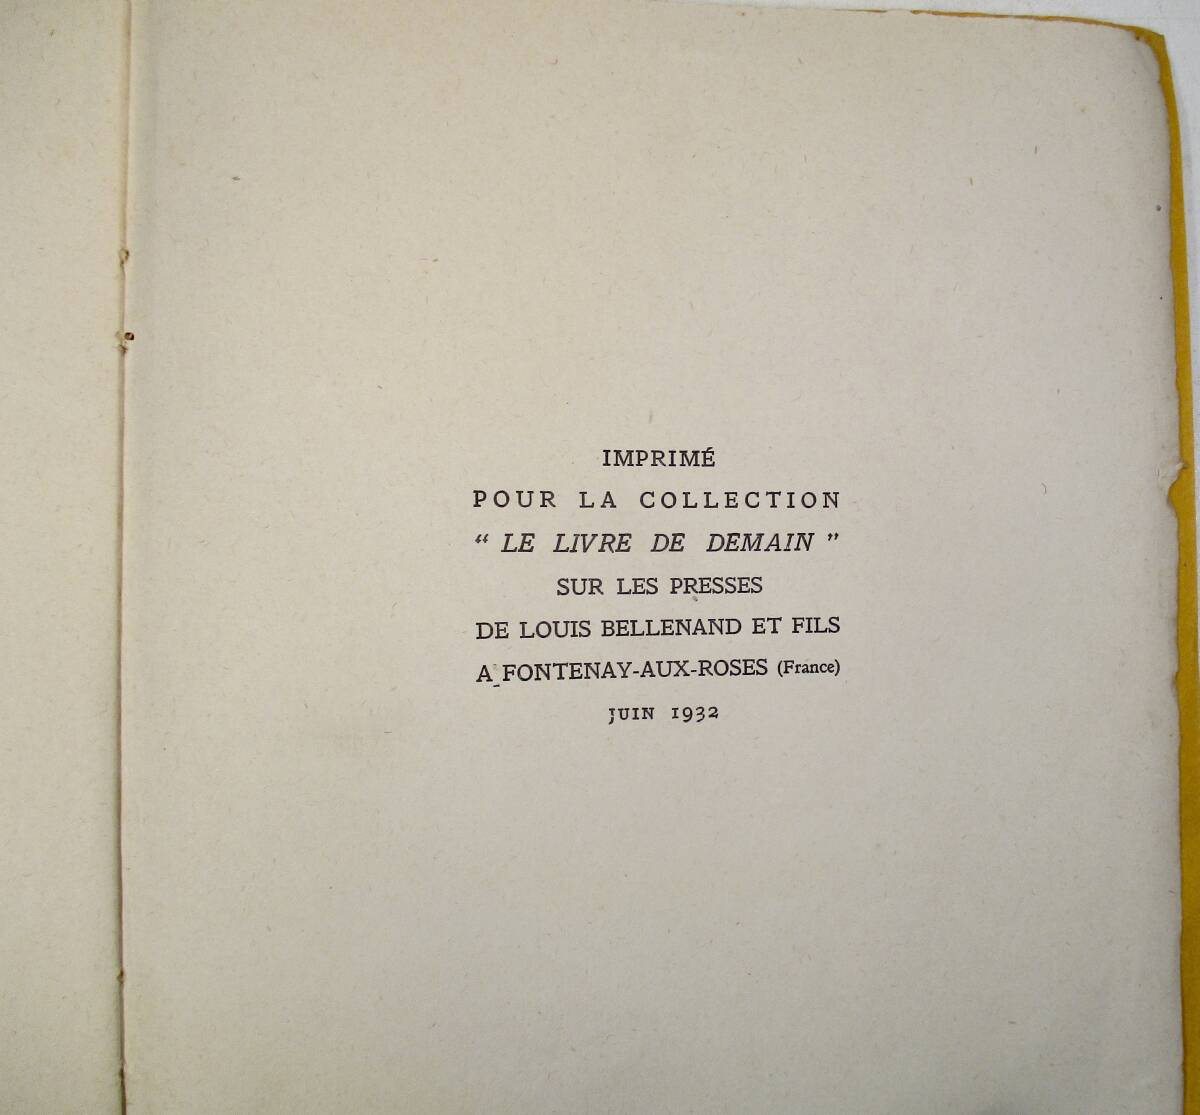 IMPRIMÉ
POUR LA COLLECTION
“ LE LIVRE DE DEMAIN ”
SUR LES PRESSES
DE LOUIS BELLENAND ET FILS
A FONTENAY-AUX-ROSES (France)
JUIN 1932